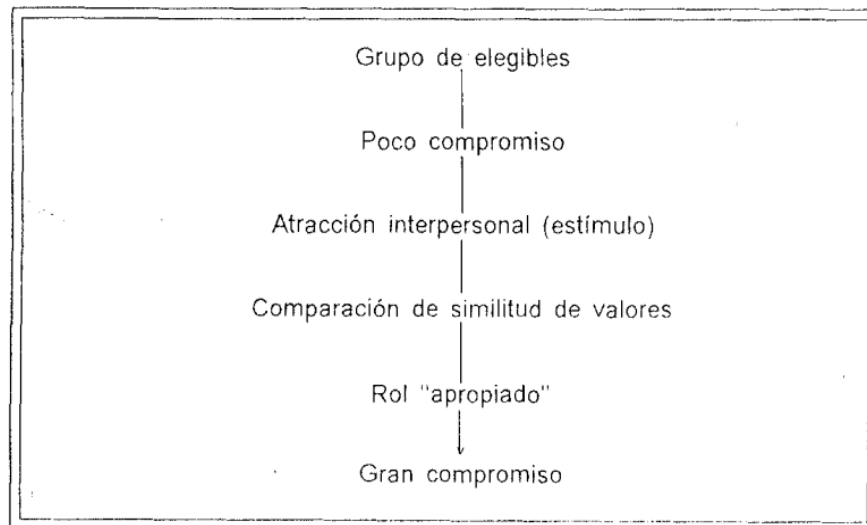 Grupo de elegibles
Poco compromiso
Atracción interpersonal (estímulo)
Comparación de similitud de valores
Rol "apropiado"
Gran compromiso